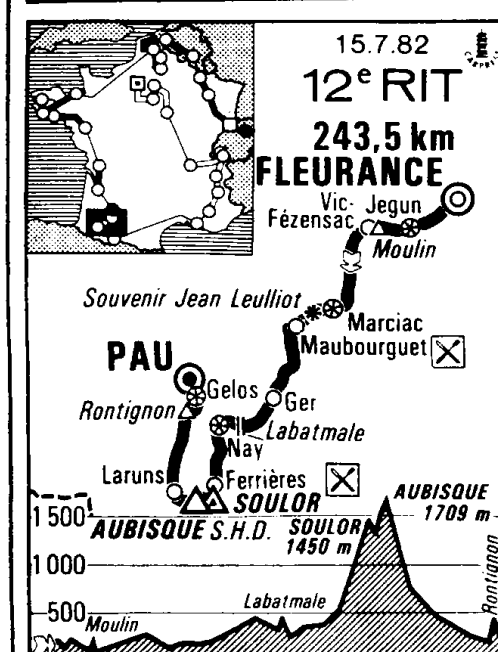 15.7.82
CASPRINI
12e RIT
243,5 km
FLEURANCE
Vic-
Fézensac
Jegun
Moulin
Souvenir Jean Leulliot
Marciac
Maubourguet
PAU
Gelos
Rontignon
Ger
Labatmale
Nay
Laruns
Ferrières
SOULOR
AUBISQUE S.H.D.
SOULOR
1450 m
AUBISQUE
1709 m
1 500
1 000
500
Moulin
Labatmale
Rontignon